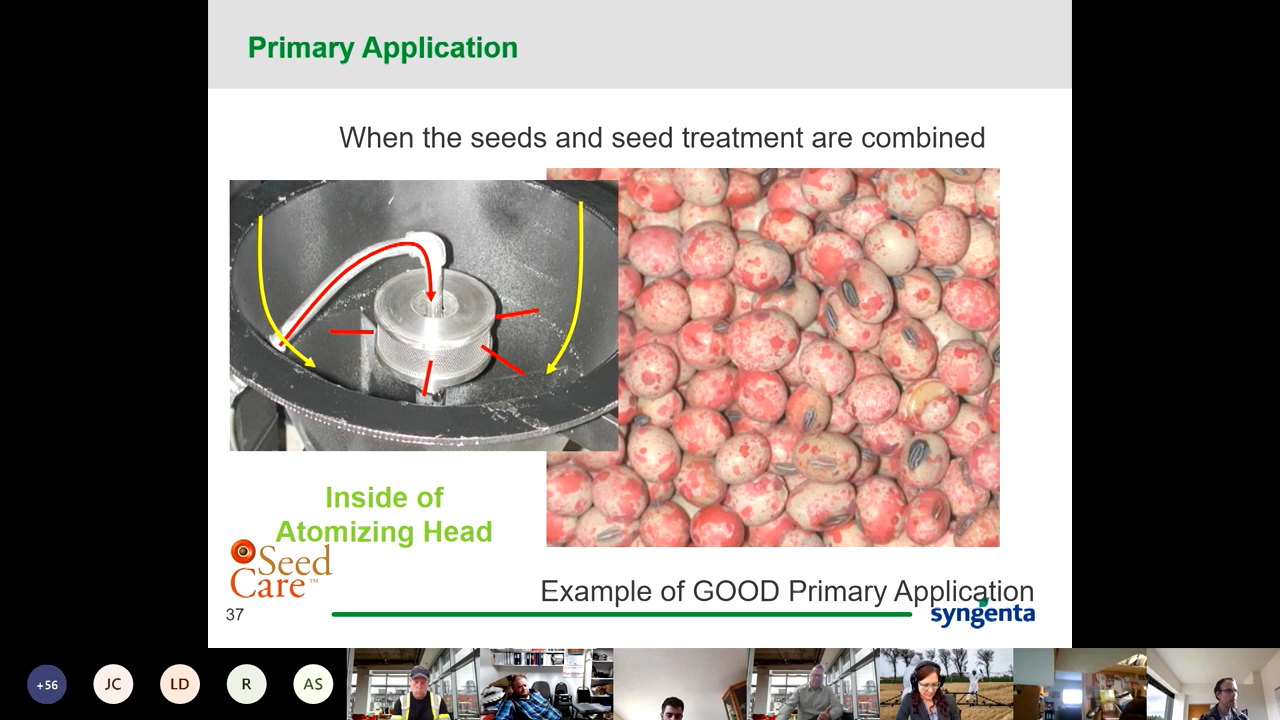 Primary Application
When the seeds and seed treatment are combined
Inside of
Atomizing Head
Seed
Care™
Example of GOOD Primary Application
37
syngenta
+56
JC
LD
R
AS